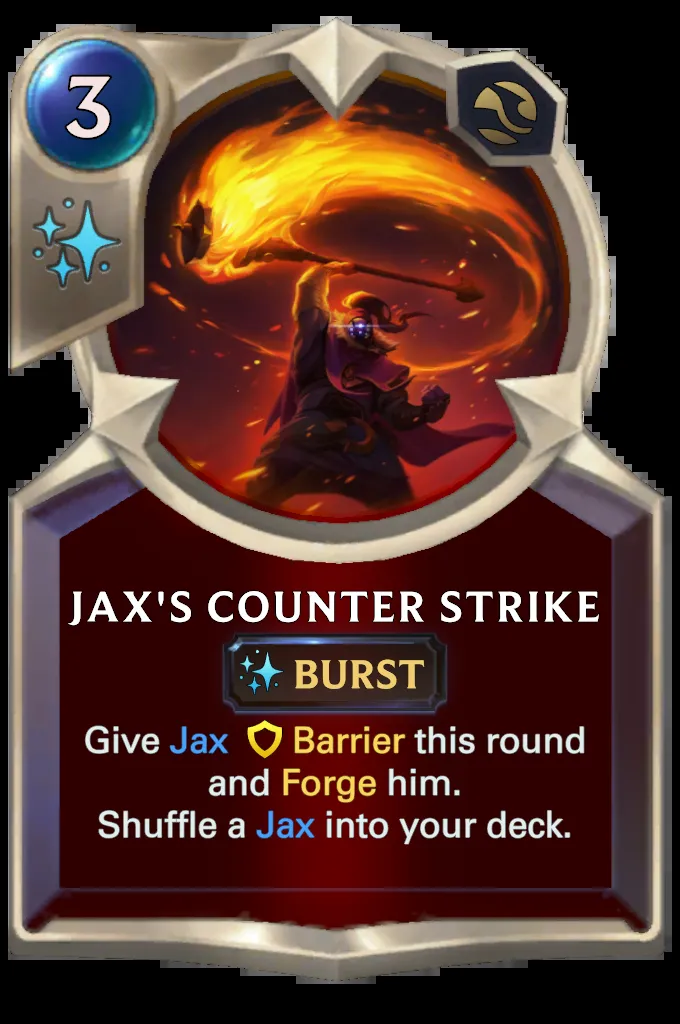 3
JAX'S COUNTER STRIKE
BURST
Give Jax Barrier this round
and Forge him.
Shuffle a Jax into your deck.